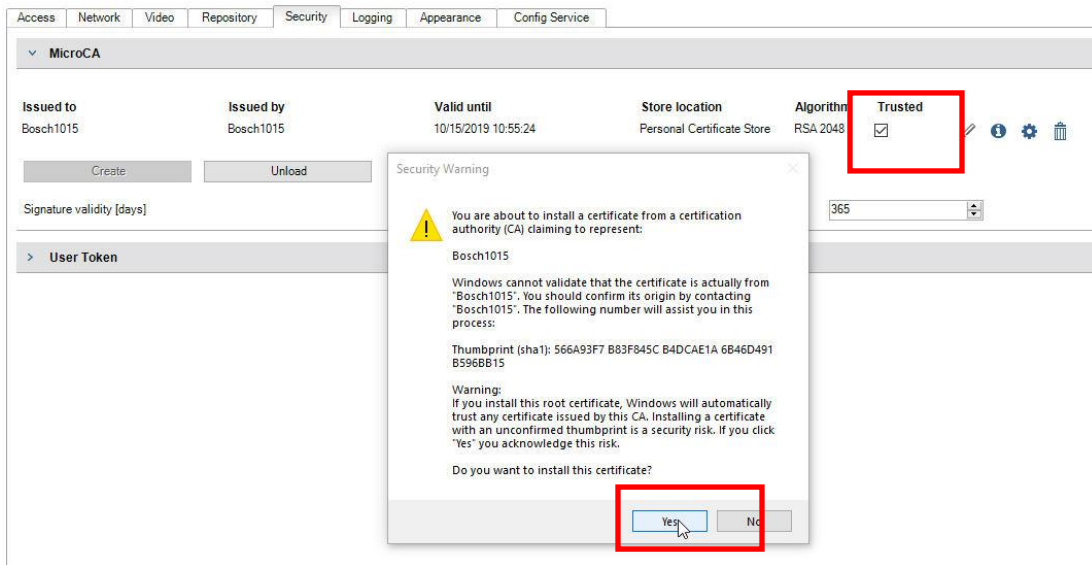 Access Network Video Repository Security Logging Appearance Config Service
MicroCA
Issued to Issued by Valid until Store location Algorithm Trusted
Bosch1015 Bosch1015 10/15/2019 10:55:24 Personal Certificate Store RSA 2048
Create Unload
Signature validity [days] 365
User Token
Security Warning
You are about to install a certificate from a certification
authority (CA) claiming to represent:
Bosch1015
Windows cannot validate that the certificate is actually from
"Bosch1015". You should confirm its origin by contacting
"Bosch1015". The following number will assist you in this
process:
Thumbprint (sha1): 566A93F7 B83F845C B4DCAE1A 6B46D491
B596BB15
Warning:
If you install this root certificate, Windows will automatically
trust any certificate issued by this CA. Installing a certificate
with an unconfirmed thumbprint is a security risk. If you click
"Yes" you acknowledge this risk.
Do you want to install this certificate?
Yes No